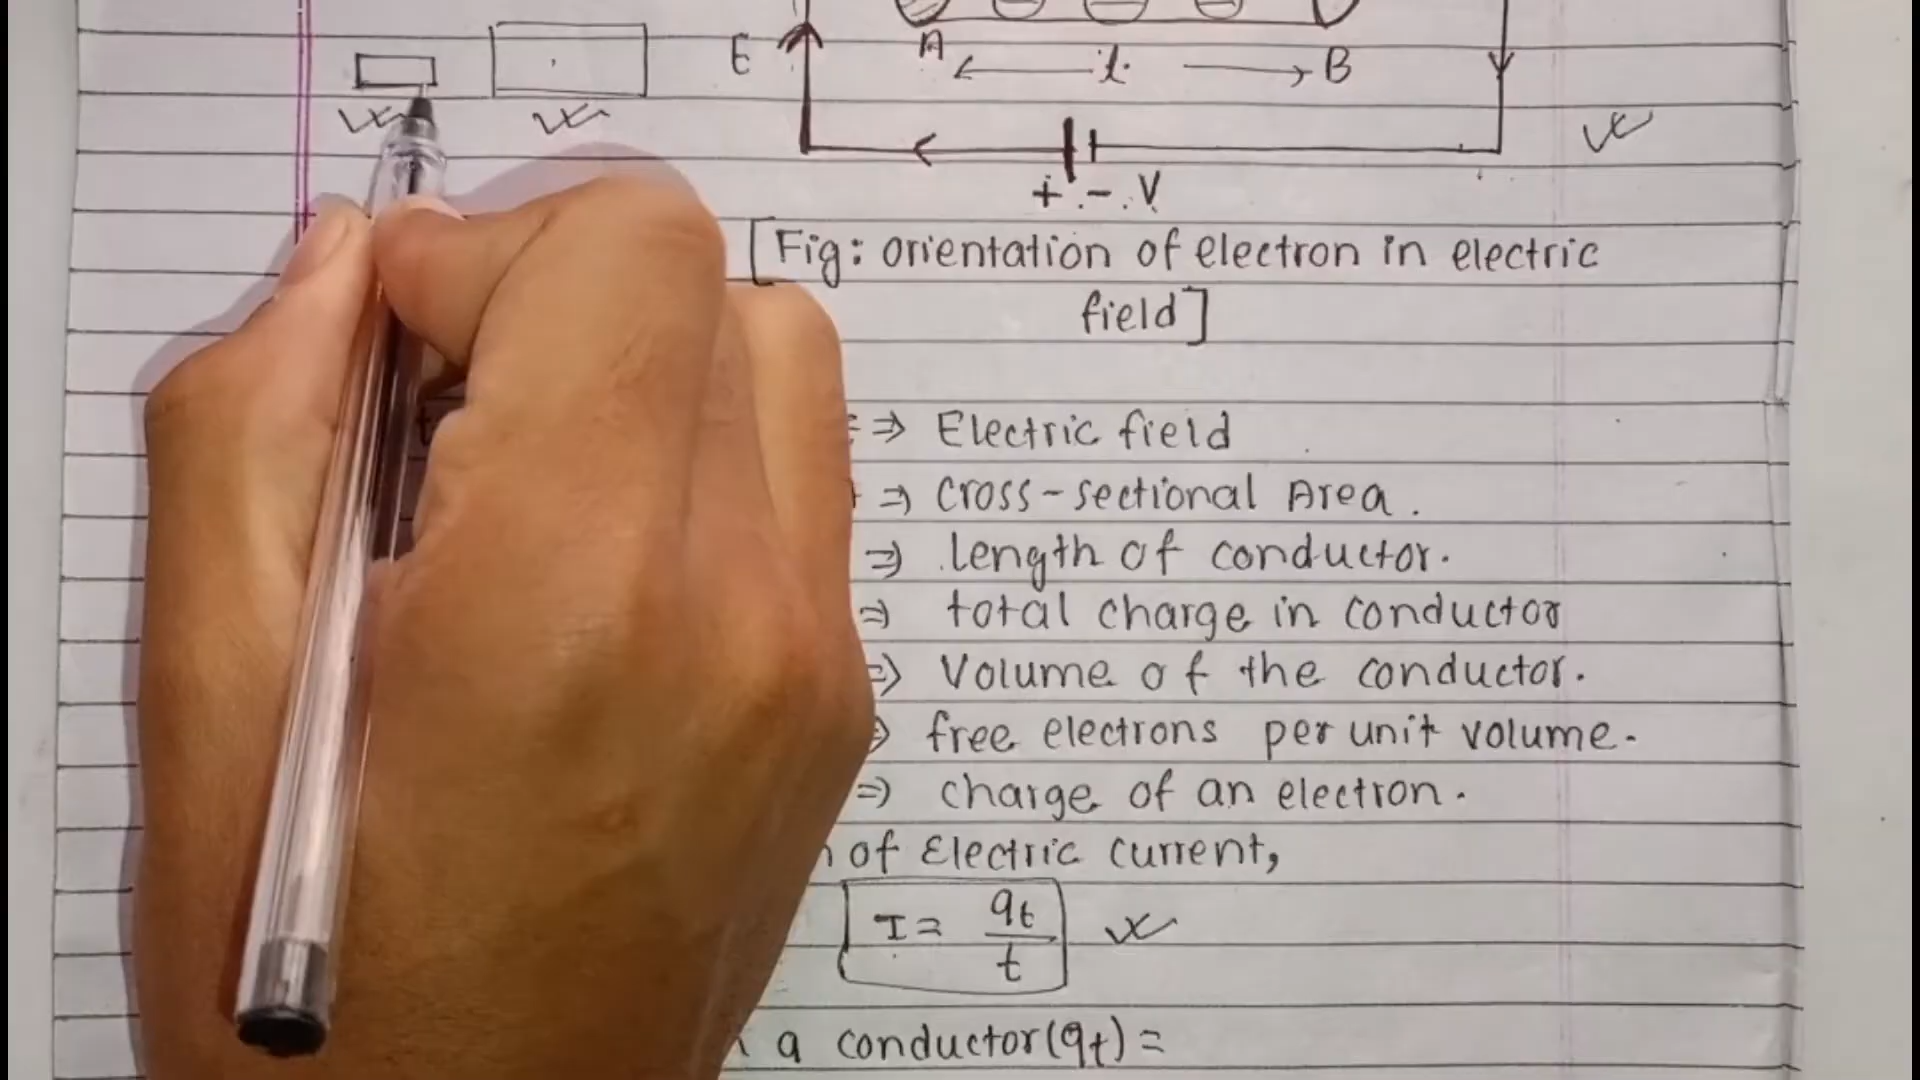 E A l B
+ - V
[Fig: orientation of electron in electric
field]
⇒ Electric field
⇒ cross-sectional Area.
⇒ length of conductor.
⇒ total charge in conductor
⇒ Volume of the conductor.
⇒ free electrons per unit volume.
⇒ charge of an electron.
of Electric current,
I = qt/t
a conductor(qt) =